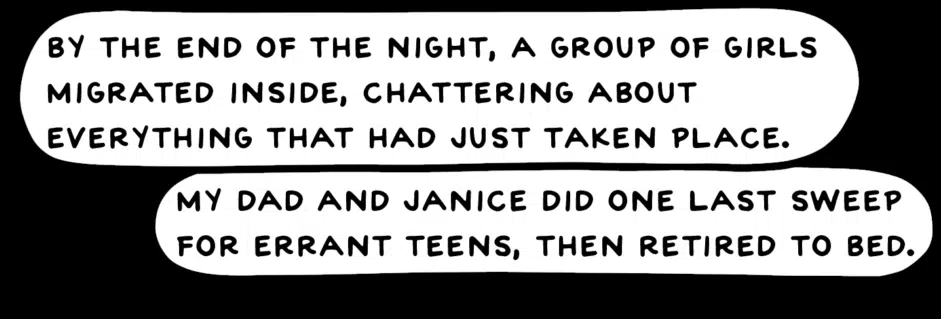 BY THE END OF THE NIGHT, A GROUP OF GIRLS
MIGRATED INSIDE, CHATTERING ABOUT
EVERYTHING THAT HAD JUST TAKEN PLACE.
MY DAD AND JANICE DID ONE LAST SWEEP
FOR ERRANT TEENS, THEN RETIRED TO BED.